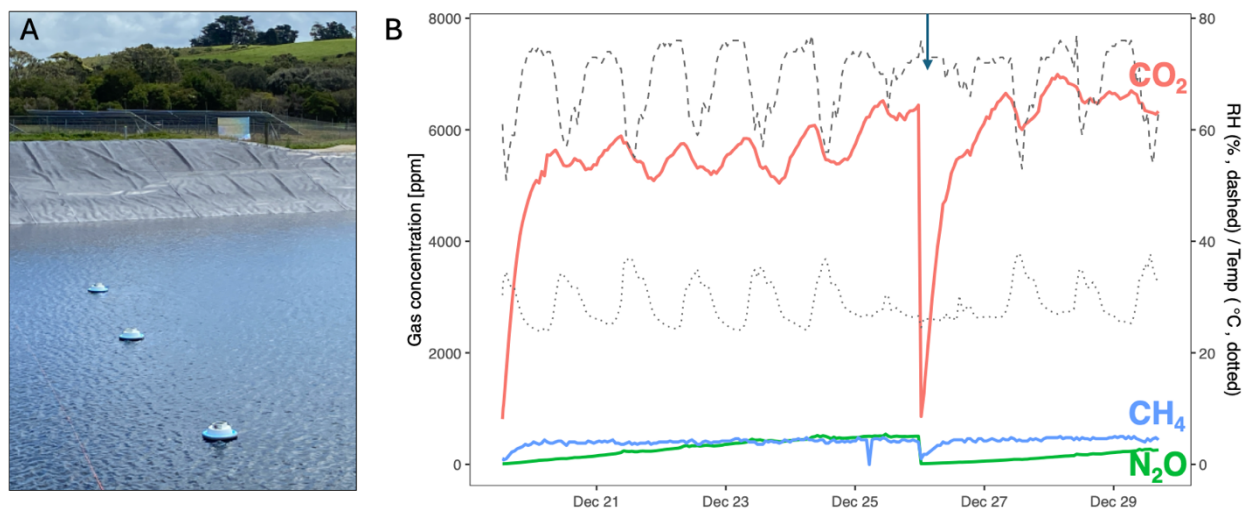 A
B
8000
6000
4000
2000
0
Gas concentration [ppm]
80
60
40
20
0
RH (%, dashed) / Temp (°C, dotted)
CO₂
CH₄
N₂O
Dec 21
Dec 23
Dec 25
Dec 27
Dec 29